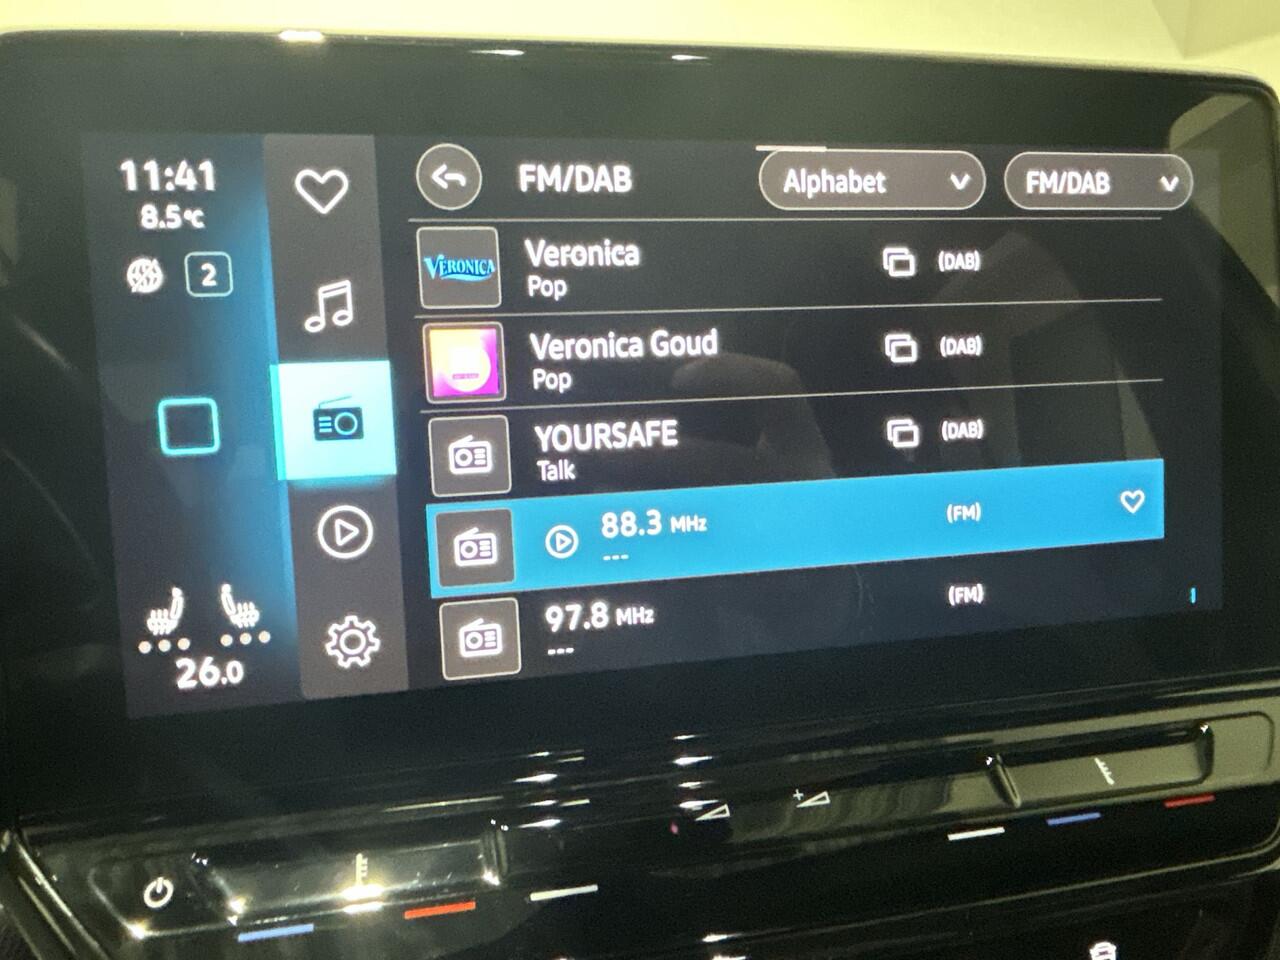 11:41
8.5°C
2
26.0
FM/DAB
Alphabet
FM/DAB
VERONICA
Veronica
Pop
(DAB)
Veronica Goud
Pop
(DAB)
YOURSAFE
Talk
(DAB)
88.3 MHz
---
(FM)
97.8 MHz
---
(FM)